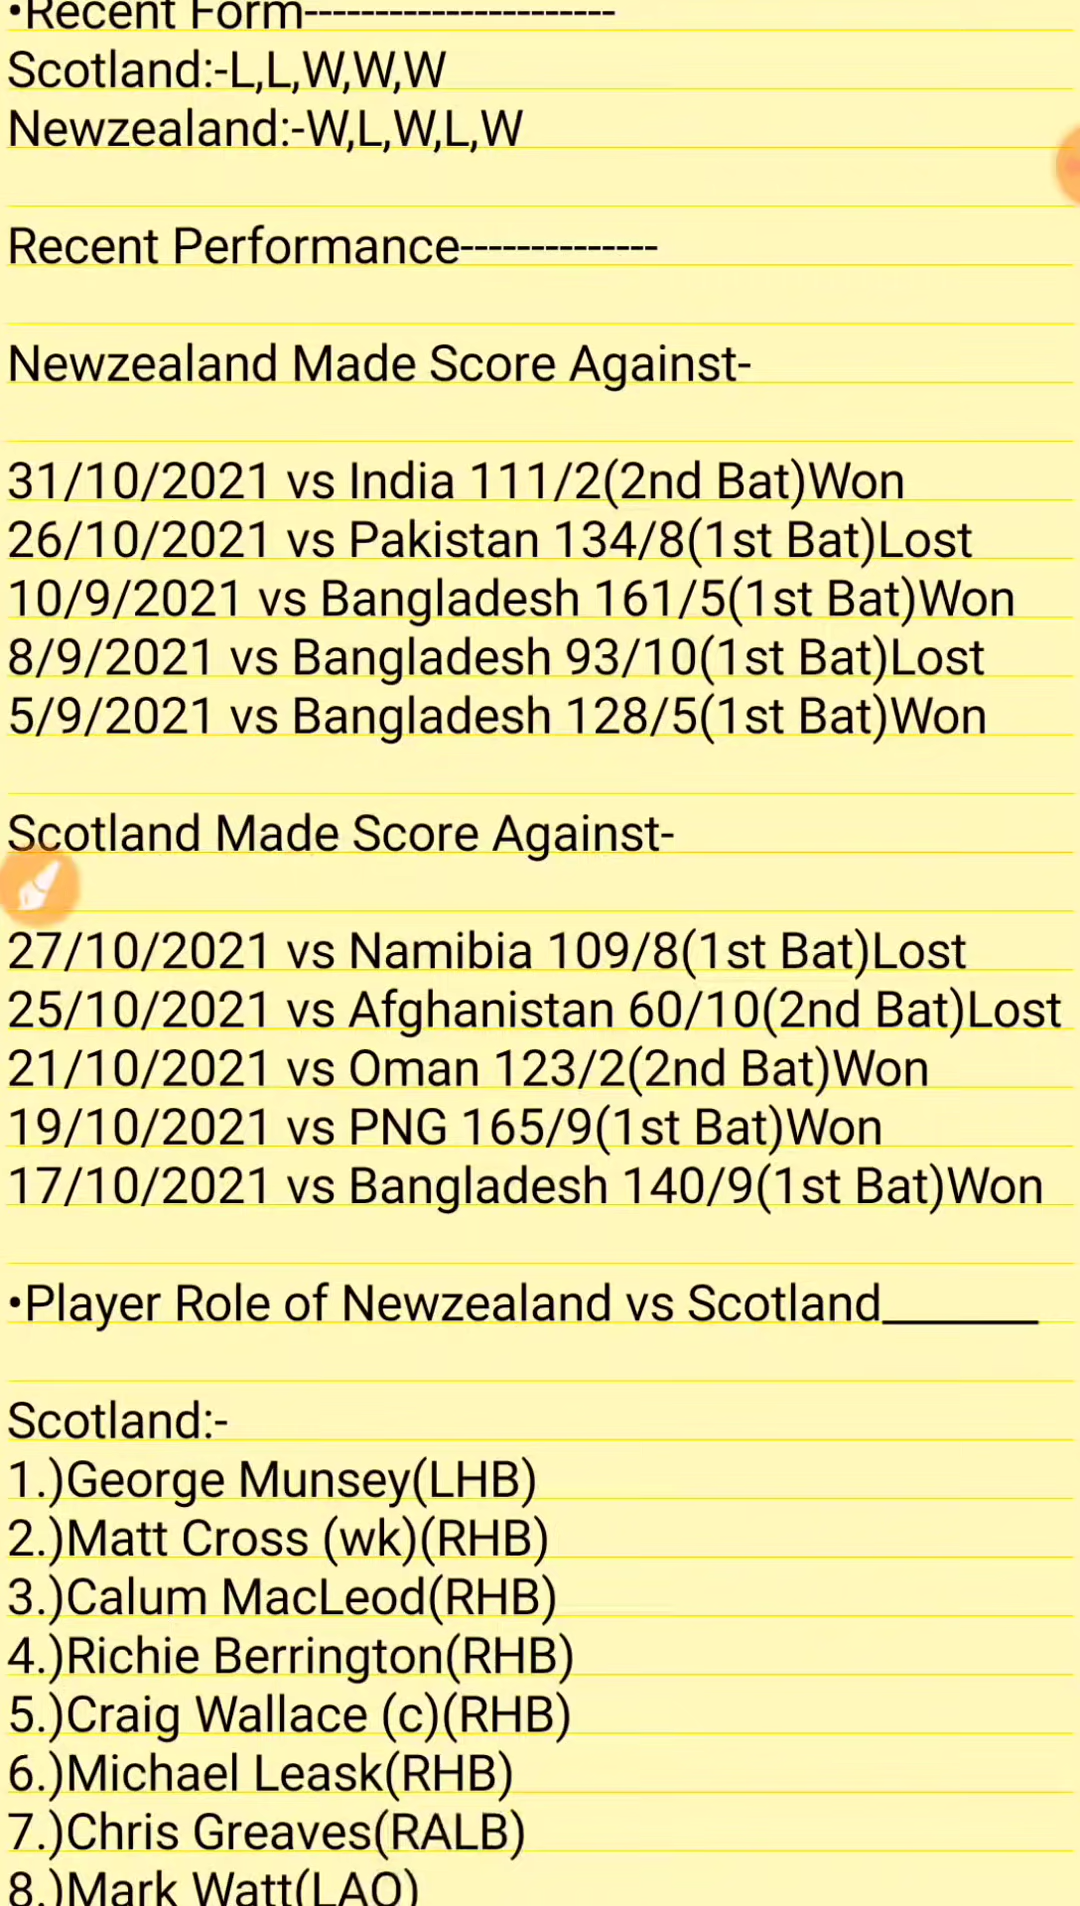 •Recent Form----------------------
Scotland:-L,L,W,W,W
Newzealand:-W,L,W,L,W
Recent Performance--------------
Newzealand Made Score Against-
31/10/2021 vs India 111/2(2nd Bat)Won
26/10/2021 vs Pakistan 134/8(1st Bat)Lost
10/9/2021 vs Bangladesh 161/5(1st Bat)Won
8/9/2021 vs Bangladesh 93/10(1st Bat)Lost
5/9/2021 vs Bangladesh 128/5(1st Bat)Won
Scotland Made Score Against-
27/10/2021 vs Namibia 109/8(1st Bat)Lost
25/10/2021 vs Afghanistan 60/10(2nd Bat)Lost
21/10/2021 vs Oman 123/2(2nd Bat)Won
19/10/2021 vs PNG 165/9(1st Bat)Won
17/10/2021 vs Bangladesh 140/9(1st Bat)Won
•Player Role of Newzealand vs Scotland______
Scotland:-
1.)George Munsey(LHB)
2.)Matt Cross (wk)(RHB)
3.)Calum MacLeod(RHB)
4.)Richie Berrington(RHB)
5.)Craig Wallace (c)(RHB)
6.)Michael Leask(RHB)
7.)Chris Greaves(RALB)
8.)Mark Watt(LAO)